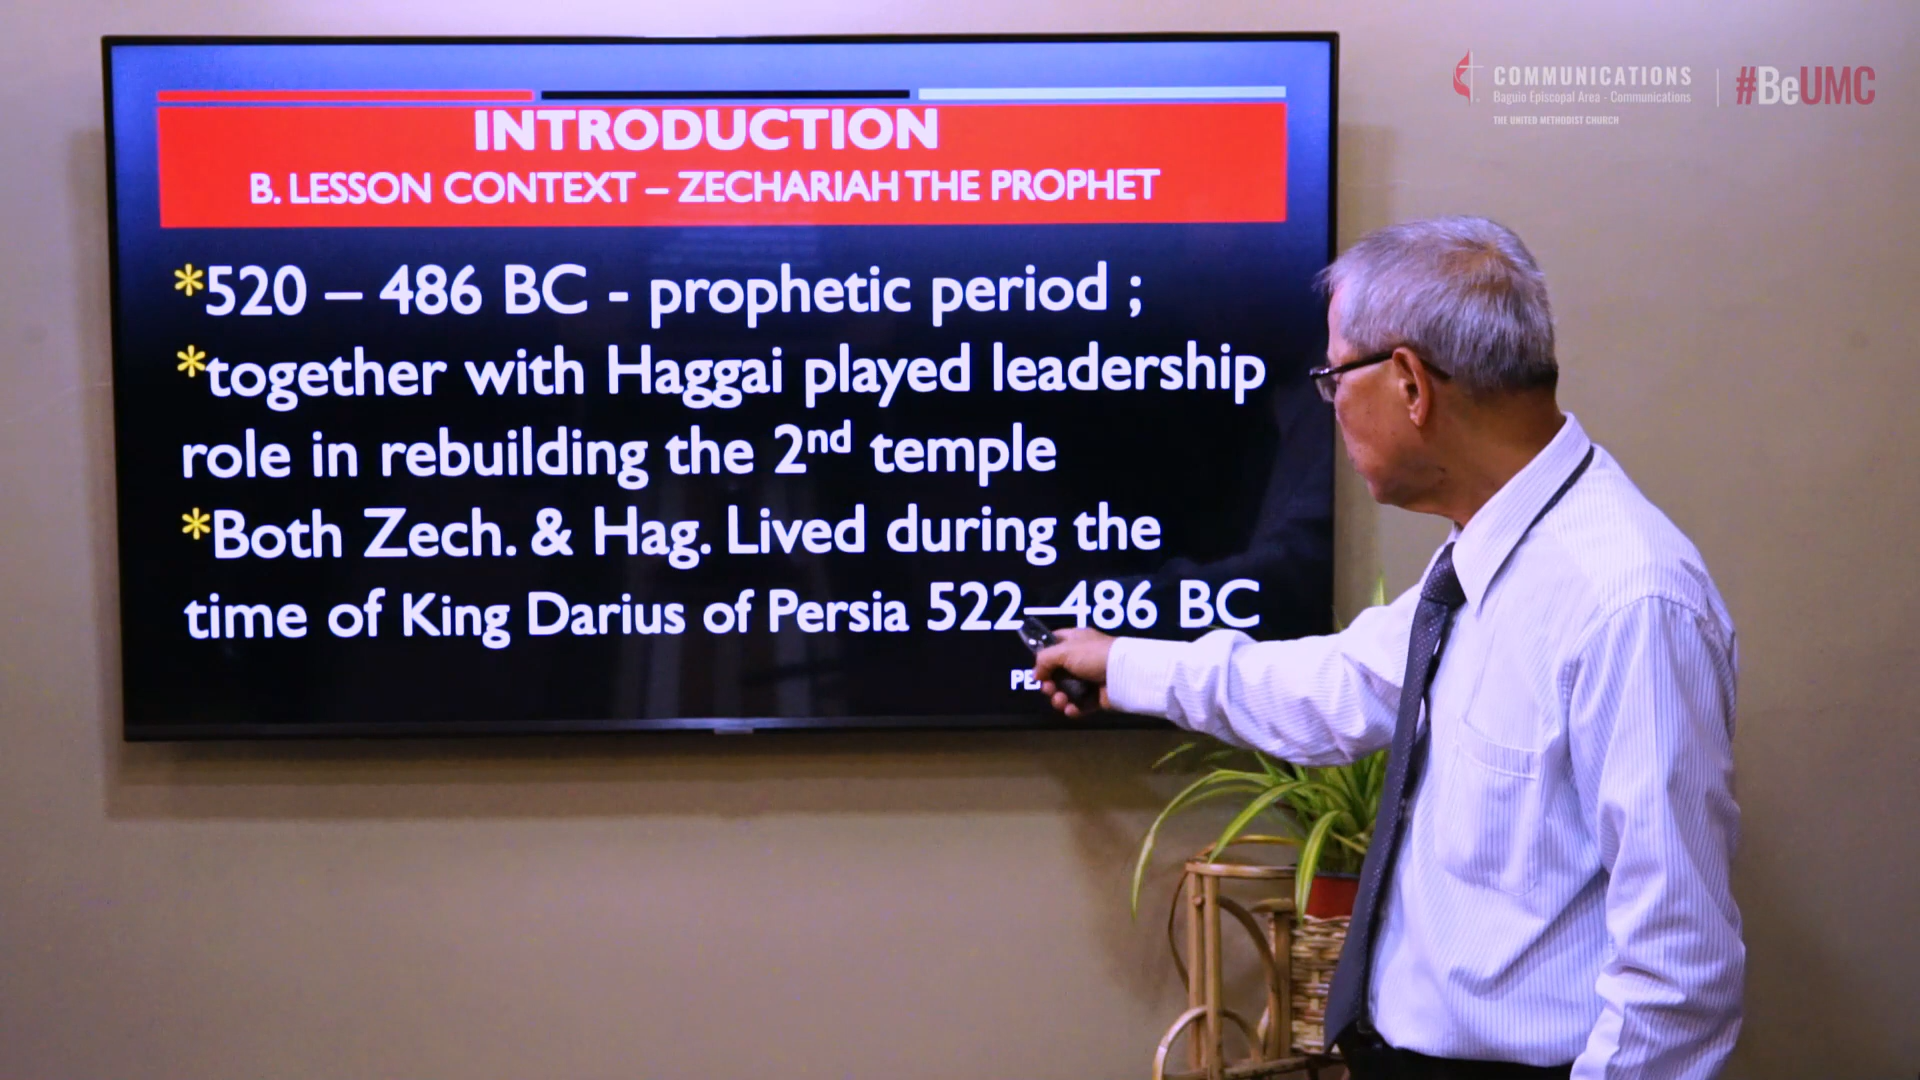 INTRODUCTION
B. LESSON CONTEXT – ZECHARIAH THE PROPHET
*520 – 486 BC - prophetic period ;
*together with Haggai played leadership
role in rebuilding the 2nd temple
*Both Zech. & Hag. Lived during the
time of King Darius of Persia 522–486 BC
COMMUNICATIONS
Baguio Episcopal Area - Communications
THE UNITED METHODIST CHURCH
#BeUMC